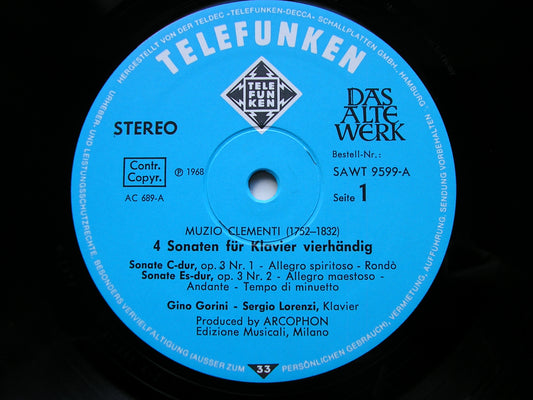 HERGESTELLT VON DER TELDEC »TELEFUNKEN-DECCA« SCHALLPLATTEN GMBH, HAMBURG
URHEBER- UND LEISTUNGSSCHUTZRECHTE. BESONDERS VERVIELFÄLTIGUNG (AUSSER ZUM PERSÖNLICHEN GEBRAUCH), VERMIETUNG, AUFFÜHRUNG, SENDUNG VORBEHALTEN
TELEFUNKEN
TELE
FUN
KEN
DAS
ALTE
WERK
STEREO
Bestell-Nr.:
Contr.
Copyr.
℗ 1968
SAWT 9599-A
AC 689-A
Seite 1
MUZIO CLEMENTI (1752–1832)
4 Sonaten für Klavier vierhändig
Sonate C-dur, op. 3 Nr. 1 - Allegro spiritoso - Rondò
Sonate Es-dur, op. 3 Nr. 2 - Allegro maestoso -
Andante - Tempo di minuetto
Gino Gorini - Sergio Lorenzi, Klavier
Produced by ARCOPHON
Edizione Musicali, Milano
33